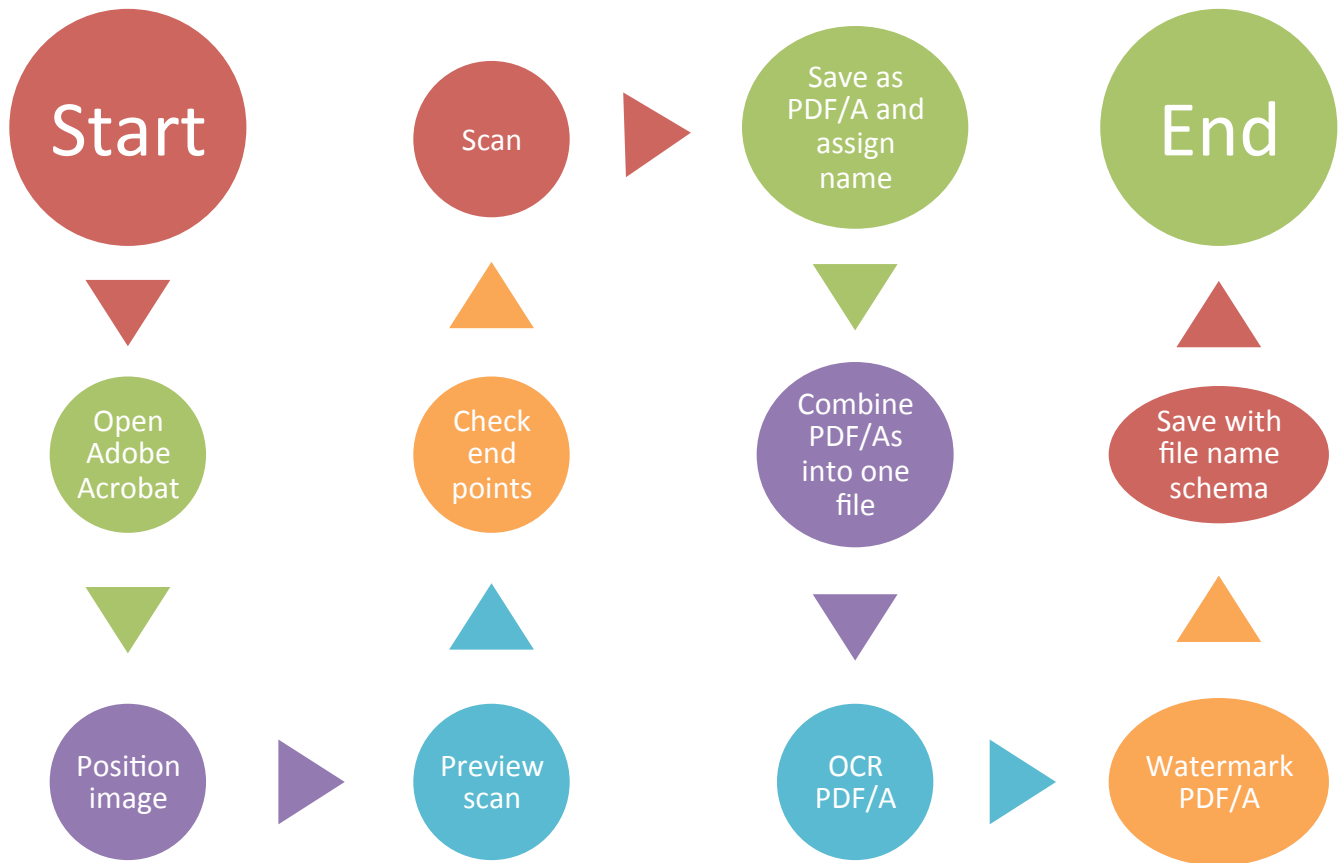 Start
Open
Adobe
Acrobat
Position
image
Preview
scan
Check
end
points
Scan
Save as
PDF/A and
assign
name
Combine
PDF/As
into one
file
OCR
PDF/A
Watermark
PDF/A
Save with
file name
schema
End